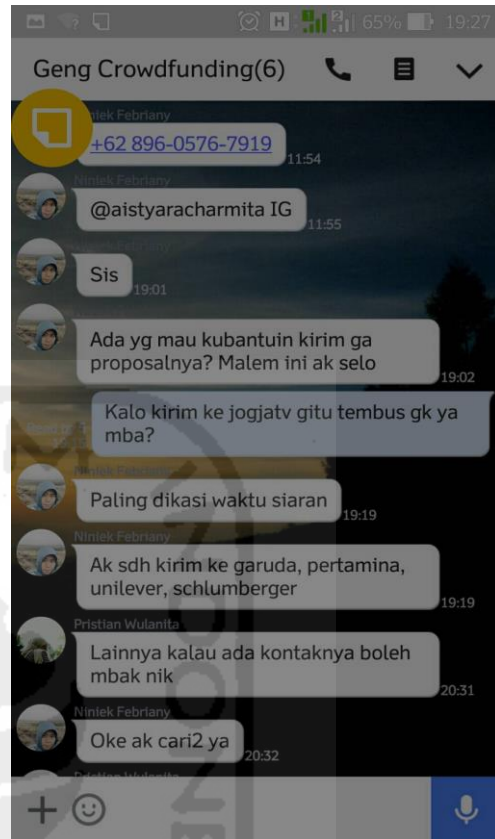 65% 19:27
Geng Crowdfunding(6)
Niniek Febriany
+62 896-0576-7919
11:54
Niniek Febriany
@aistyaracharmita IG
11:55
Sis
19:01
Ada yg mau kubantuin kirim ga
proposalnya? Malem ini ak selo
19:02
Kalo kirim ke jogjatv gitu tembus gk ya
mba?
Niniek Febriany
Paling dikasi waktu siaran
19:19
Niniek Febriany
Ak sdh kirim ke garuda, pertamina,
unilever, schlumberger
19:19
Pristian Wulanita
Lainnya kalau ada kontaknya boleh
mbak nik
20:31
Niniek Febriany
Oke ak cari2 ya
20:32
Pristian Wulanita